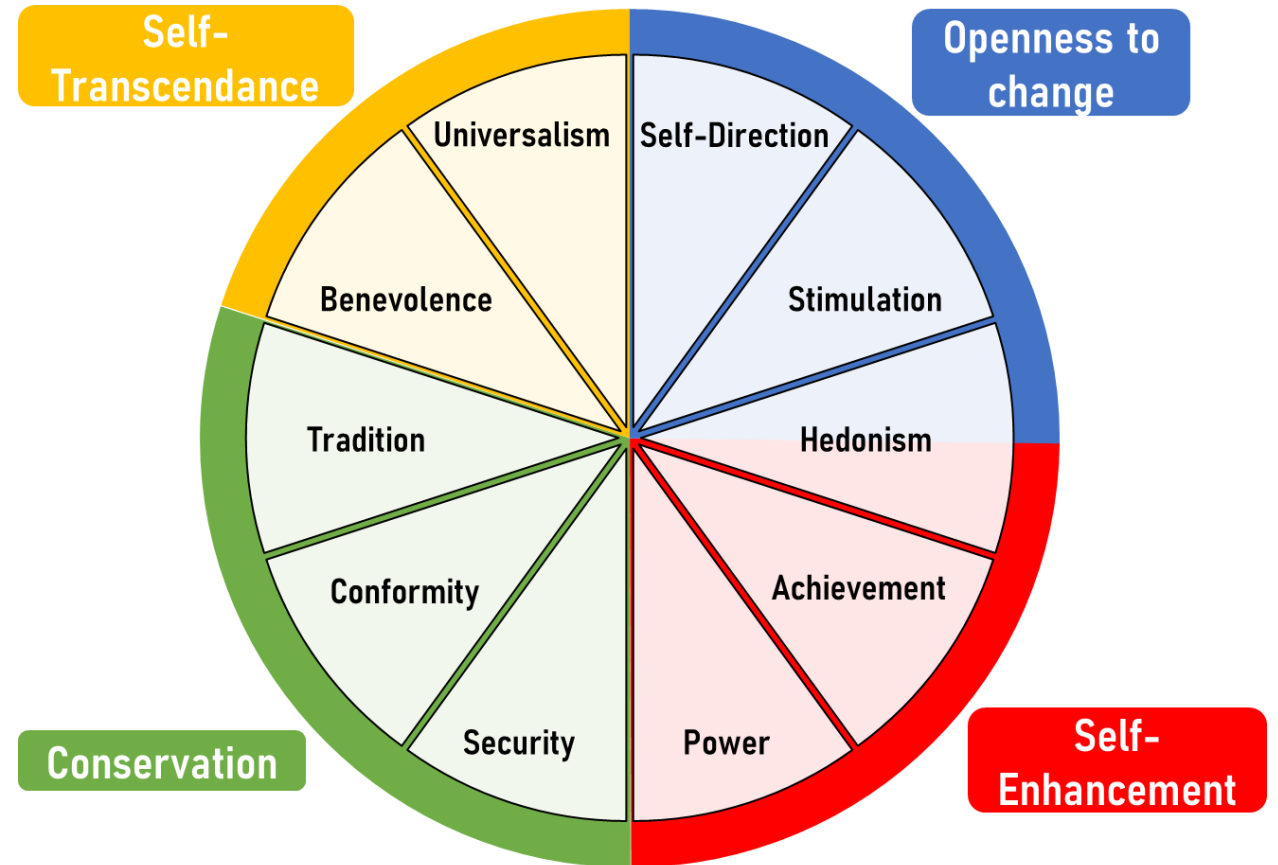 Self-
Transcendance
Openness to
change
Universalism
Self-Direction
Benevolence
Stimulation
Tradition
Hedonism
Conformity
Achievement
Security
Power
Conservation
Self-
Enhancement